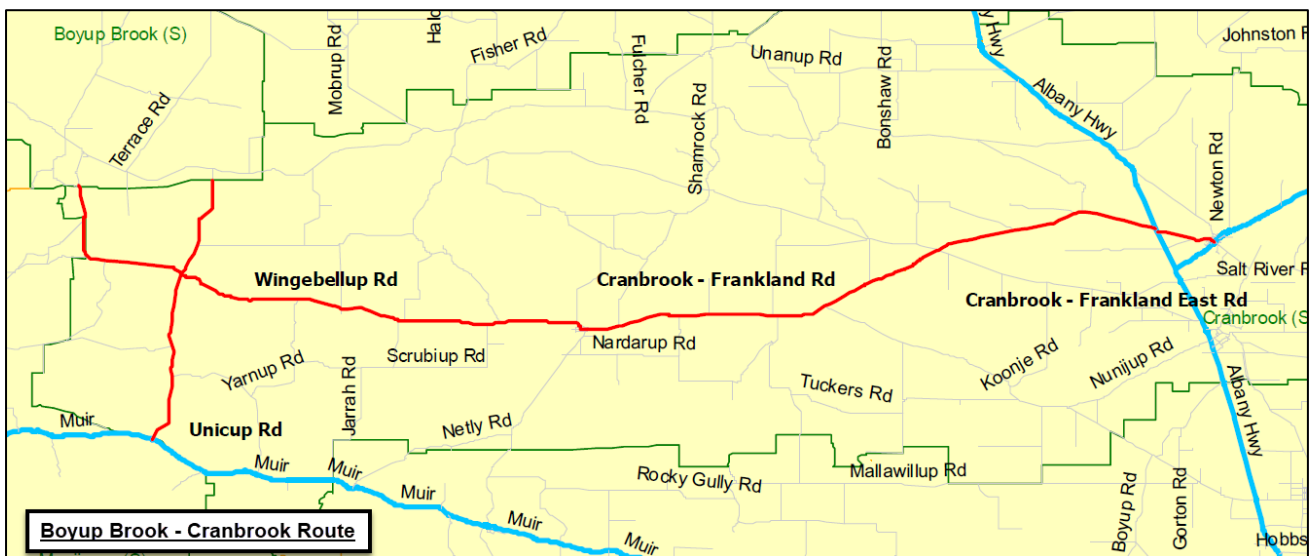 Boyup Brook (S)
Mobrup Rd
Fisher Rd
Fulcher Rd
Unanup Rd
Bonshaw Rd
y Hwy
Terrace Rd
Shamrock Rd
Albany Hwy
Newton Rd
Wingebellup Rd
Cranbrook - Frankland Rd
Salt River R
Cranbrook - Frankland East Rd
Cranbrook (S
Scrubiup Rd
Nardarup Rd
Yarnup Rd
Jarrah Rd
Tuckers Rd
Koonje Rd
Nunijup Rd
Albany Hwy
Muir
Unicup Rd
Netly Rd
Muir
Muir
Muir
Rocky Gully Rd
Mallawillup Rd
Boyup Rd
Gorton Rd
Muir
Boyup Brook - Cranbrook Route
Hobbs